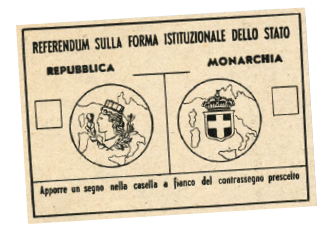 REFERENDUM SULLA FORMA ISTITUZIONALE DELLO STATO
REPUBBLICA
MONARCHIA
Apporre un segno nella casella a fianco del contrassegno prescelto